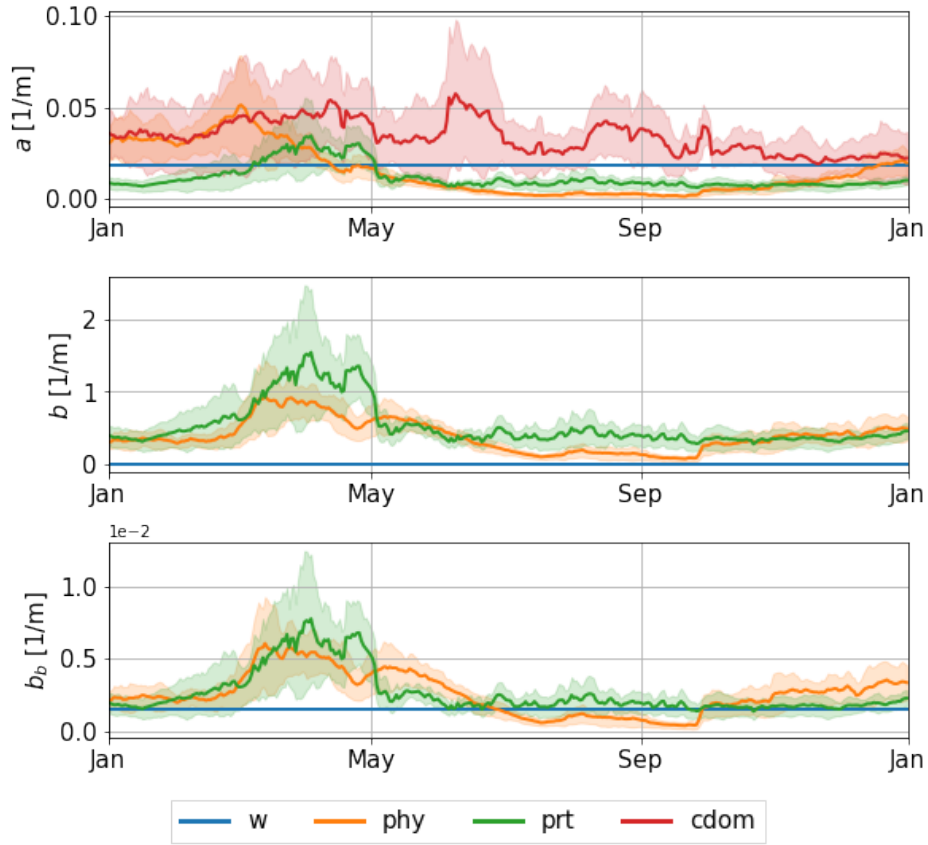 0.10
0.05
0.00
a [1/m]
Jan May Sep Jan
2
1
0
b [1/m]
Jan May Sep Jan
1e−2
1.0
0.5
0.0
b_b [1/m]
Jan May Sep Jan
w phy prt cdom